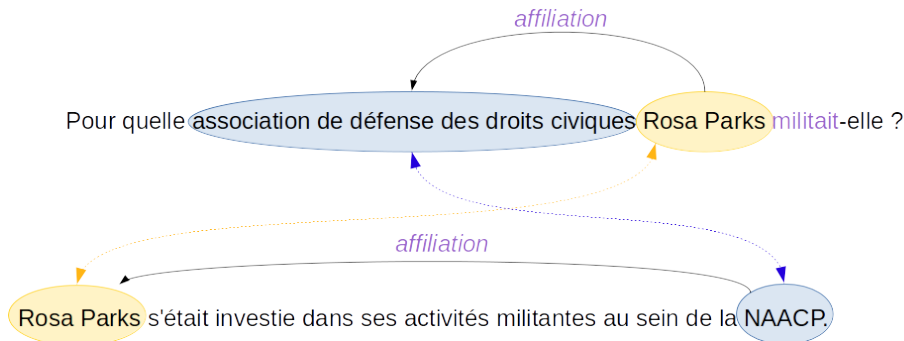 affiliation
Pour quelle association de défense des droits civiques Rosa Parks militait-elle ?
affiliation
Rosa Parks s'était investie dans ses activités militantes au sein de la NAACP.